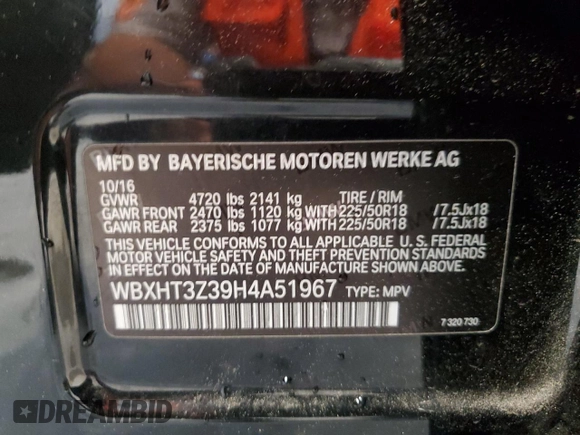 MFD BY BAYERISCHE MOTOREN WERKE AG
10/16
GVWR 4720 lbs 2141 kg TIRE / RIM
GAWR FRONT 2470 lbs 1120 kg WITH 225/50R18 /7.5Jx18
GAWR REAR 2375 lbs 1077 kg WITH 225/50R18 /7.5Jx18
THIS VEHICLE CONFORMS TO ALL APPLICABLE U. S. FEDERAL
MOTOR VEHICLE SAFETY AND THEFT PREVENTION STANDARDS
IN EFFECT ON THE DATE OF MANUFACTURE SHOWN ABOVE.
WBXHT3Z39H4A51967 TYPE: MPV
7 320 730
DREAMBID